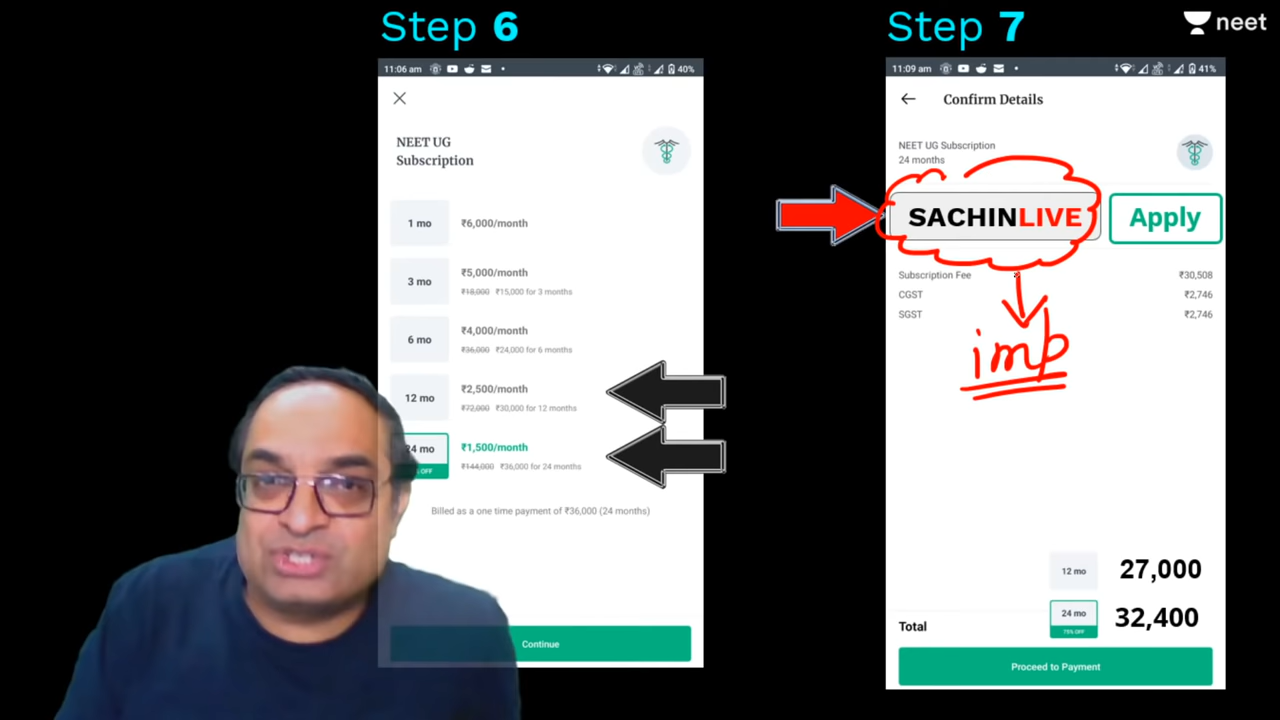 Step 6
11:06 am
40%
NEET UG
Subscription
1 mo
₹6,000/month
3 mo
₹5,000/month
₹18,000 ₹15,000 for 3 months
6 mo
₹4,000/month
₹36,000 ₹24,000 for 6 months
12 mo
₹2,500/month
₹72,000 ₹30,000 for 12 months
24 mo
OFF
₹1,500/month
₹144,000 ₹36,000 for 24 months
Billed as a one time payment of ₹36,000 (24 months)
Continue
Step 7
neet
11:09 am
41%
Confirm Details
NEET UG Subscription
24 months
SACHINLIVE
Apply
Subscription Fee ₹30,508
CGST ₹2,746
SGST ₹2,746
imp
12 mo 27,000
Total
24 mo 32,400
75% OFF
Proceed to Payment